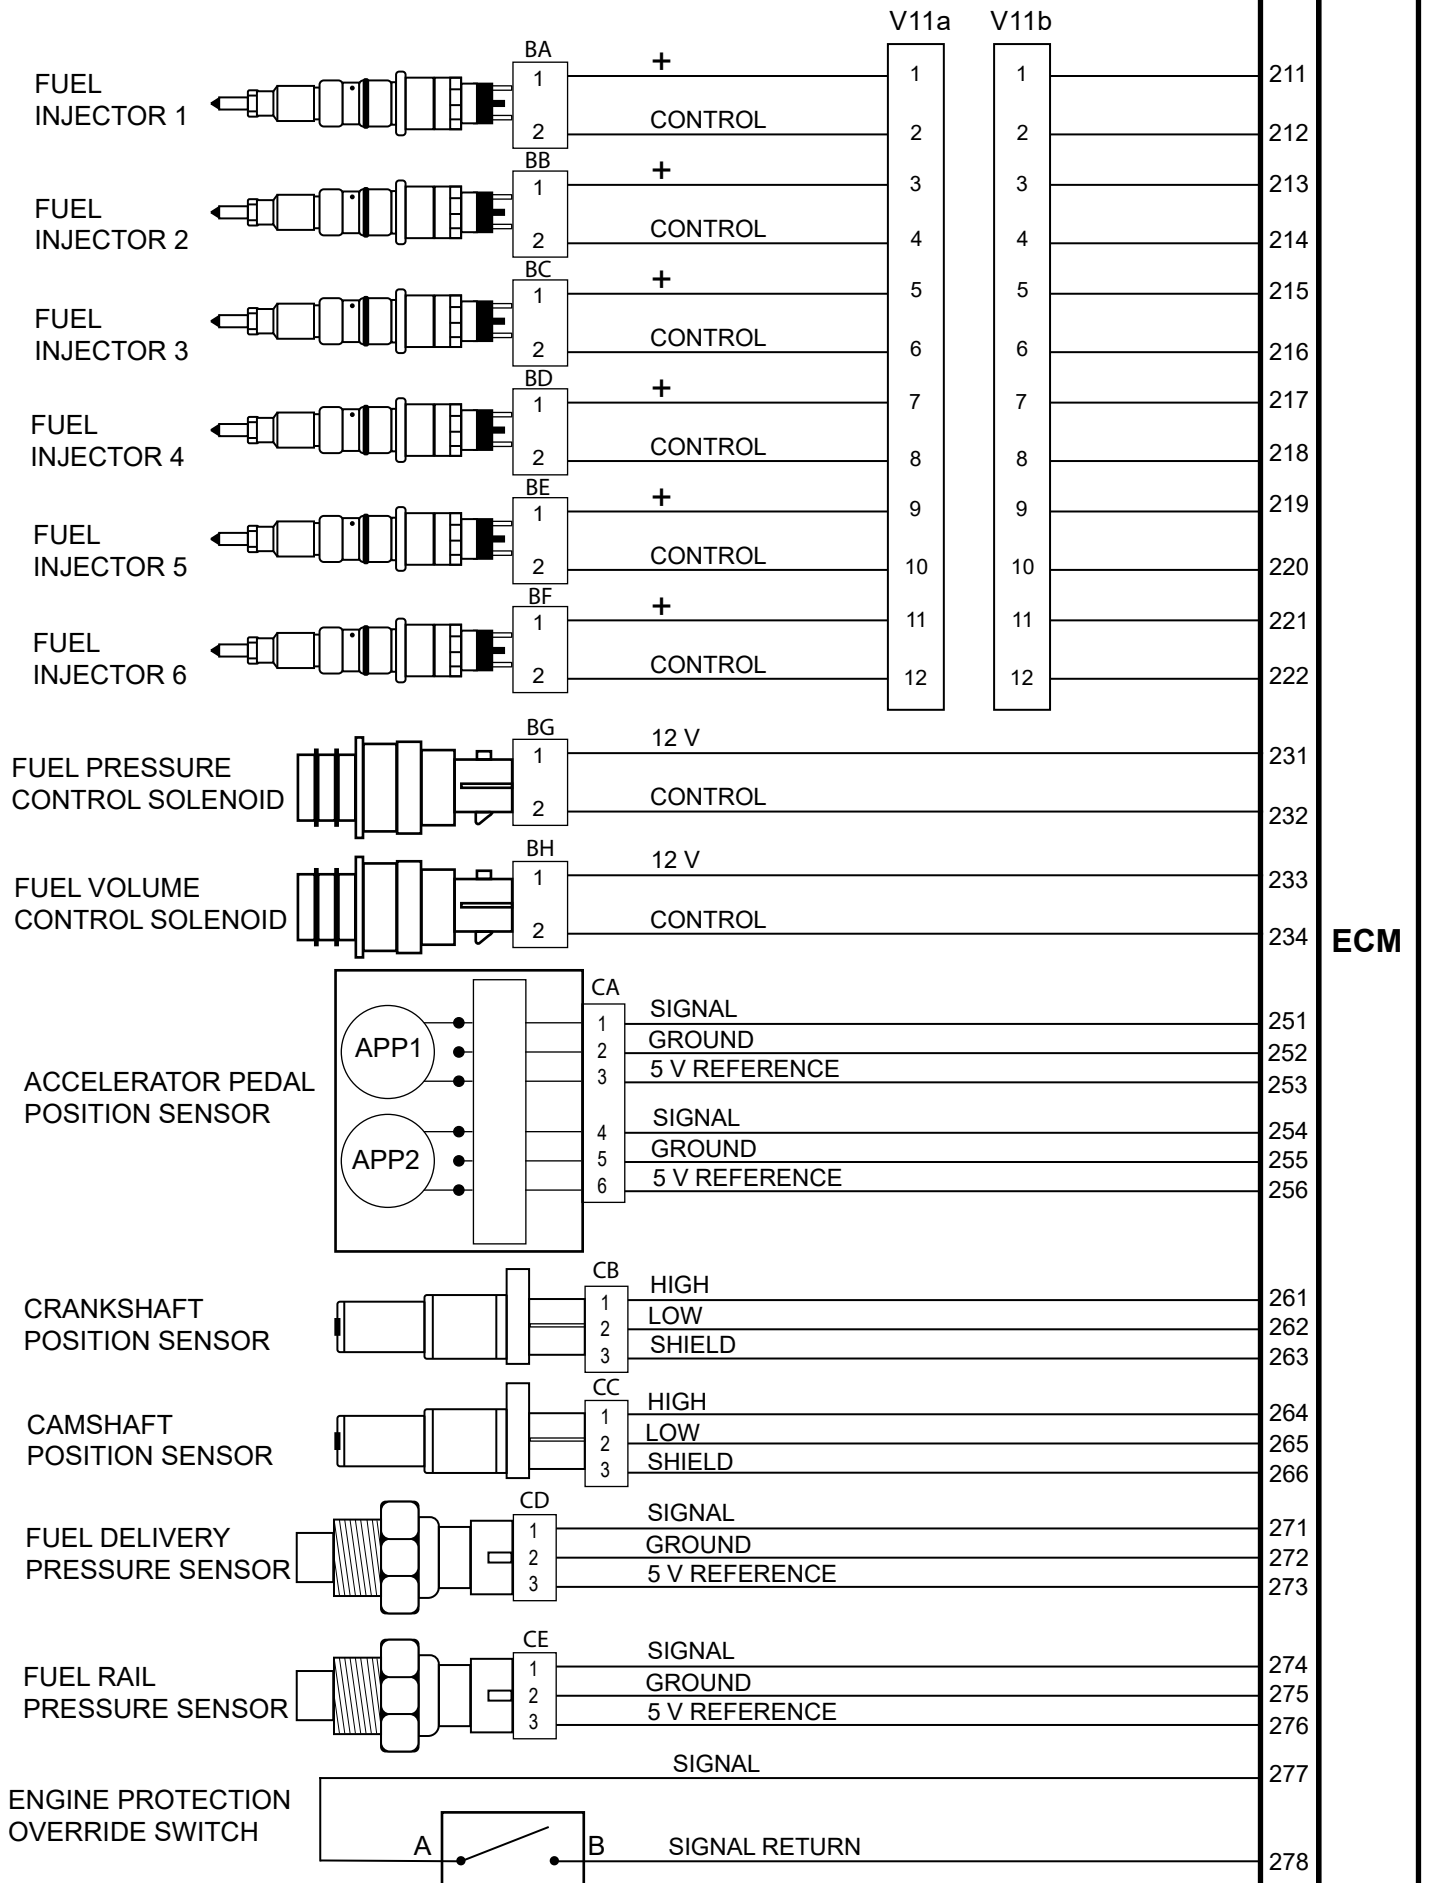 V11a V11b
BA
FUEL
INJECTOR 1
1 + 1 1 211
2 CONTROL 2 2 212
BB
FUEL
INJECTOR 2
1 + 3 3 213
2 CONTROL 4 4 214
BC
FUEL
INJECTOR 3
1 + 5 5 215
2 CONTROL 6 6 216
BD
FUEL
INJECTOR 4
1 + 7 7 217
2 CONTROL 8 8 218
BE
FUEL
INJECTOR 5
1 + 9 9 219
2 CONTROL 10 10 220
BF
FUEL
INJECTOR 6
1 + 11 11 221
2 CONTROL 12 12 222
BG
FUEL PRESSURE
CONTROL SOLENOID
1 12 V 231
2 CONTROL 232
BH
FUEL VOLUME
CONTROL SOLENOID
1 12 V 233
2 CONTROL 234
ECM
CA
ACCELERATOR PEDAL
POSITION SENSOR
APP1
1 SIGNAL 251
2 GROUND 252
3 5 V REFERENCE 253
APP2
4 SIGNAL 254
5 GROUND 255
6 5 V REFERENCE 256
CB
CRANKSHAFT
POSITION SENSOR
1 HIGH 261
2 LOW 262
3 SHIELD 263
CC
CAMSHAFT
POSITION SENSOR
1 HIGH 264
2 LOW 265
3 SHIELD 266
CD
FUEL DELIVERY
PRESSURE SENSOR
1 SIGNAL 271
2 GROUND 272
3 5 V REFERENCE 273
CE
FUEL RAIL
PRESSURE SENSOR
1 SIGNAL 274
2 GROUND 275
3 5 V REFERENCE 276
ENGINE PROTECTION
OVERRIDE SWITCH
SIGNAL 277
A B SIGNAL RETURN 278